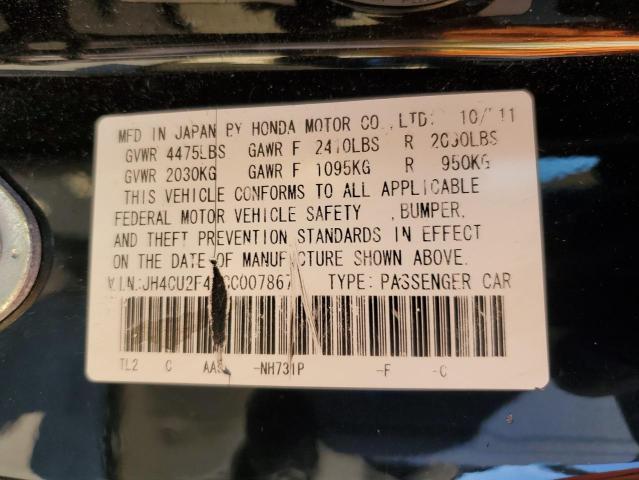 MFD IN JAPAN BY HONDA MOTOR CO., LTD. 10/11
GVWR 4475LBS GAWR F 2410LBS R 2090LBS
GVWR 2030KG GAWR F 1095KG R 950KG
THIS VEHICLE CONFORMS TO ALL APPLICABLE
FEDERAL MOTOR VEHICLE SAFETY , BUMPER,
AND THEFT PREVENTION STANDARDS IN EFFECT
ON THE DATE OF MANUFACTURE SHOWN ABOVE.
V.I.N.: TYPE: PASSENGER CAR
TL2 C -NH731P -F -C